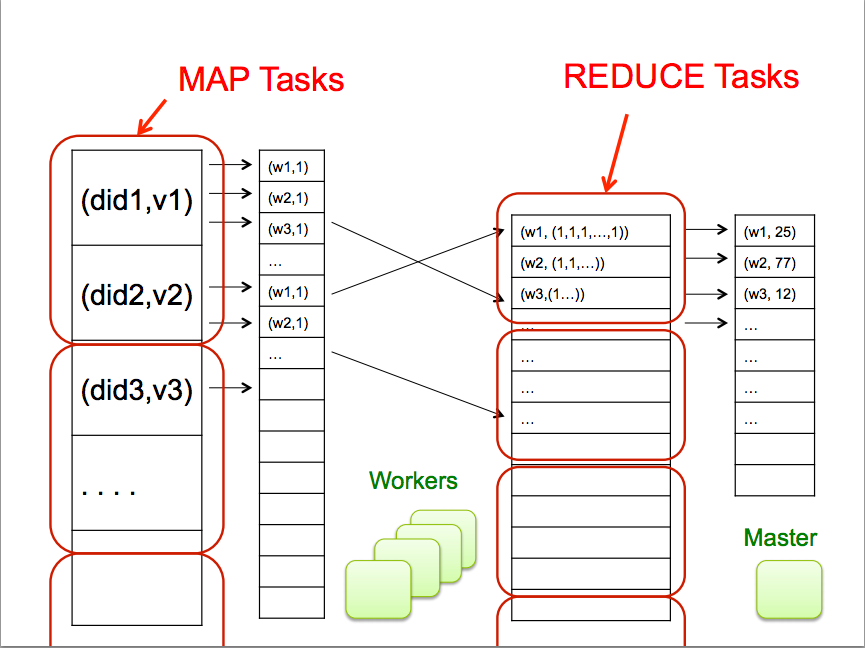 MAP Tasks
REDUCE Tasks
(did1,v1)
(did2,v2)
(did3,v3)
. . . .
(w1,1)
(w2,1)
(w3,1)
...
(w1,1)
(w2,1)
...
(w1, (1,1,1,...,1))
(w2, (1,1,...))
(w3,(1...))
...
...
...
...
(w1, 25)
(w2, 77)
(w3, 12)
...
...
...
...
Workers
Master